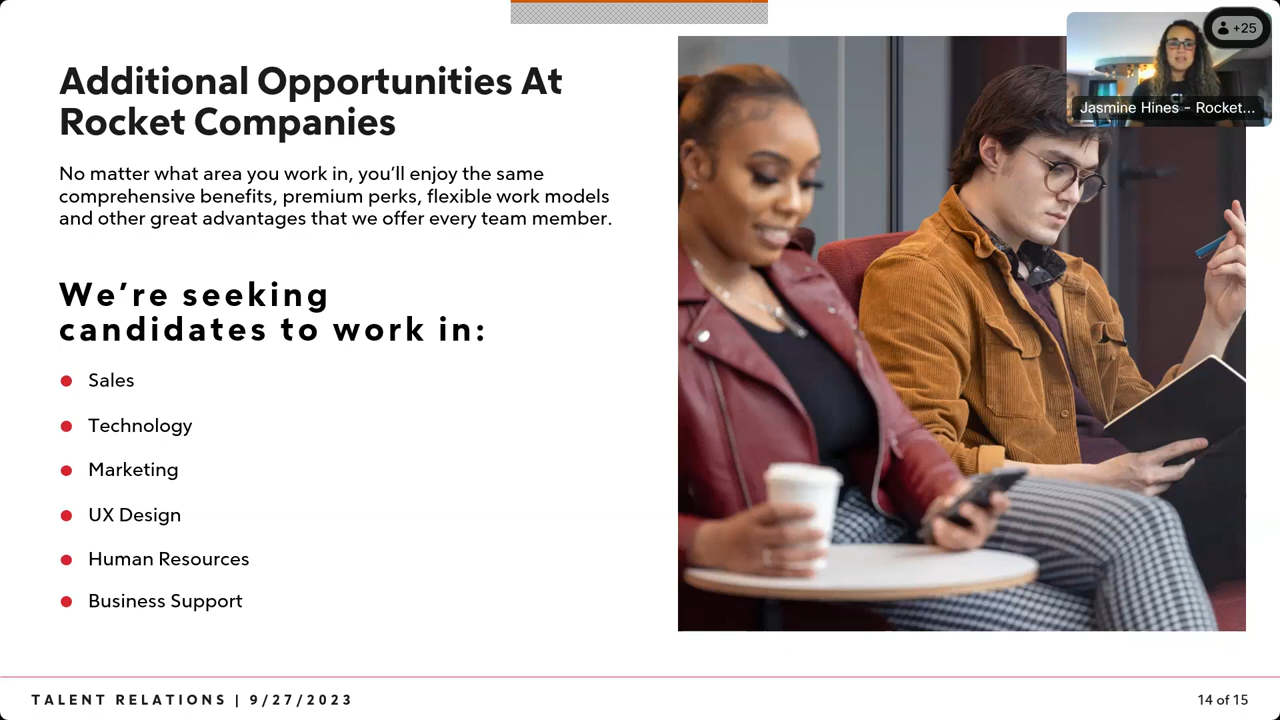 Additional Opportunities At
Rocket Companies
No matter what area you work in, you'll enjoy the same
comprehensive benefits, premium perks, flexible work models
and other great advantages that we offer every team member.
We're seeking
candidates to work in:
Sales
Technology
Marketing
UX Design
Human Resources
Business Support
+25
Jasmine Hines - Rocket...
TALENT RELATIONS | 9/27/2023
14 of 15